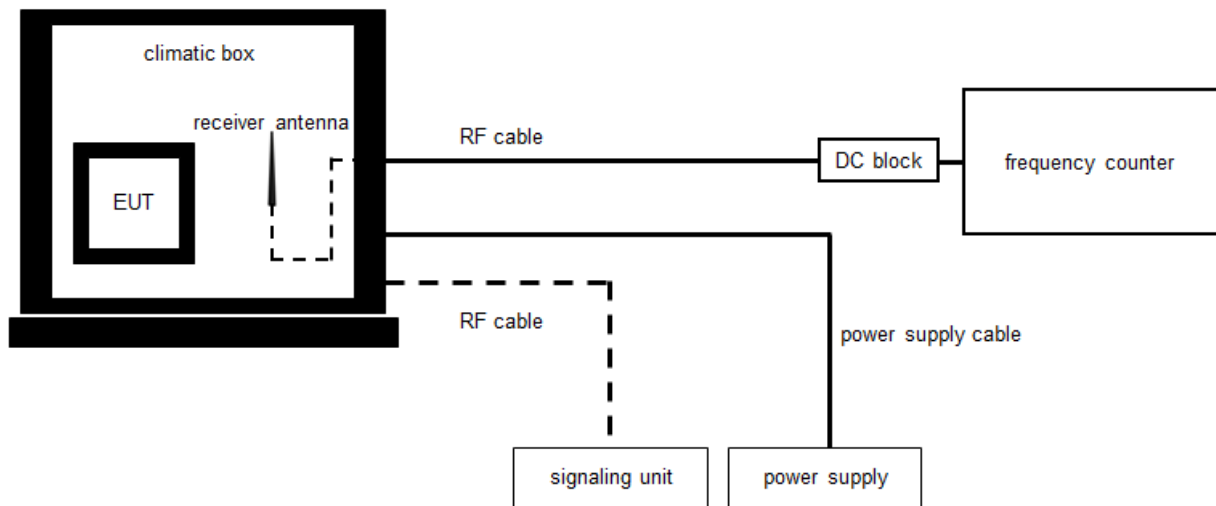 climatic box
receiver antenna
EUT
RF cable
DC block
frequency counter
RF cable
power supply cable
signaling unit
power supply